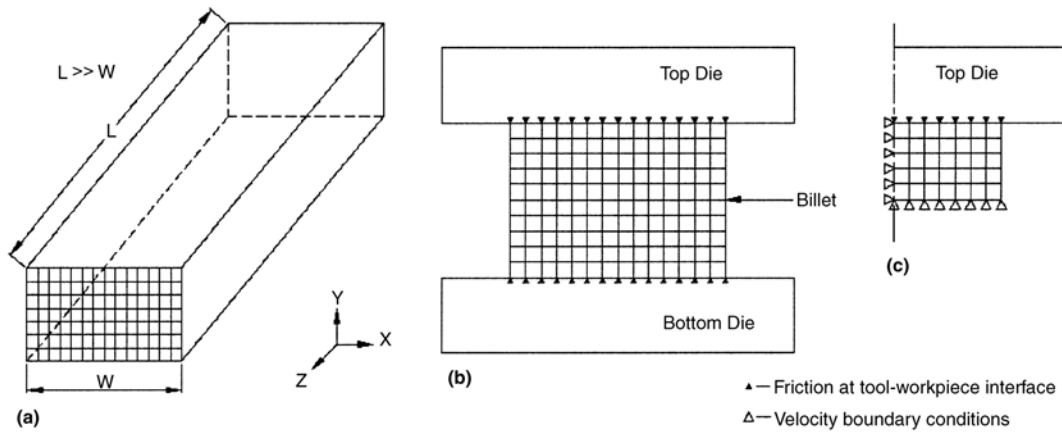 L >> W
L
W
Y
X
Z
(a)
Top Die
Billet
Bottom Die
(b)
Top Die
(c)
Friction at tool-workpiece interface
Velocity boundary conditions